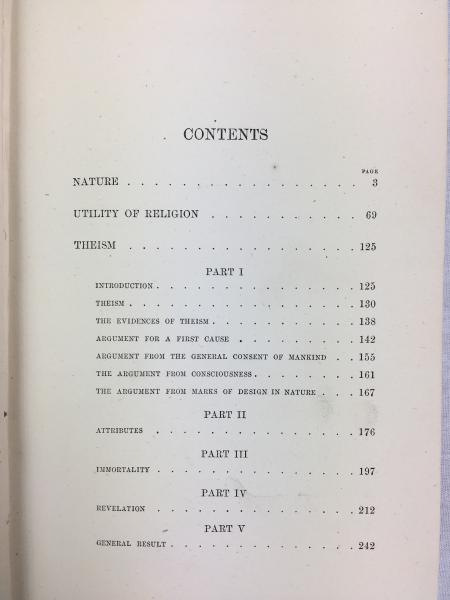 CONTENTS
PAGE
NATURE . . . . . . . . . . . . . . . . . 3
UTILITY OF RELIGION . . . . . . . . . . . 69
THEISM . . . . . . . . . . . . . . . . . 125
PART I
INTRODUCTION . . . . . . . . . . . . . . . 125
THEISM . . . . . . . . . . . . . . . . . 130
THE EVIDENCES OF THEISM . . . . . . . . . . . 138
ARGUMENT FOR A FIRST CAUSE . . . . . . . . . 142
ARGUMENT FROM THE GENERAL CONSENT OF MANKIND . . 155
THE ARGUMENT FROM CONSCIOUSNESS . . . . . . . . 161
THE ARGUMENT FROM MARKS OF DESIGN IN NATURE . . . 167
PART II
ATTRIBUTES . . . . . . . . . . . . . . . 176
PART III
IMMORTALITY . . . . . . . . . . . . . . . 197
PART IV
REVELATION . . . . . . . . . . . . . . . 212
PART V
GENERAL RESULT . . . . . . . . . . . . . . 242